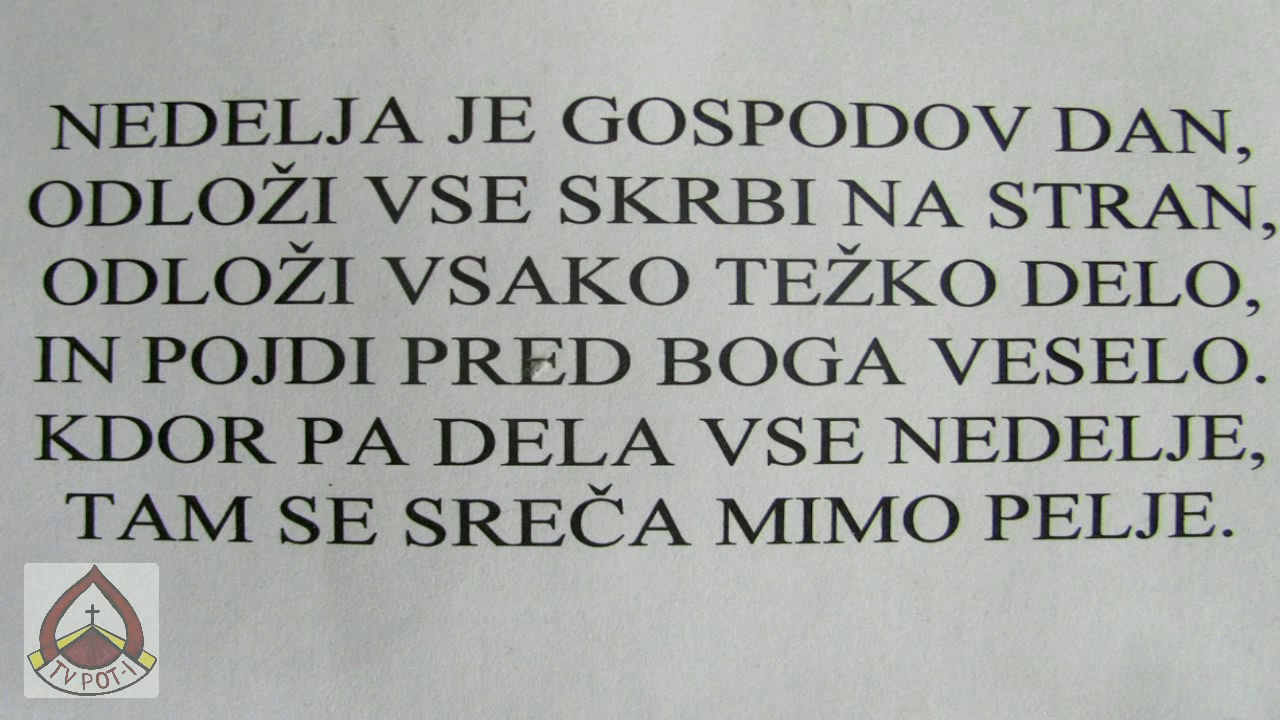 NEDELJA JE GOSPODOV DAN,
ODLOŽI VSE SKRBI NA STRAN,
ODLOŽI VSAKO TEŽKO DELO,
IN POJDI PRED BOGA VESELO.
KDOR PA DELA VSE NEDELJE,
TAM SE SREČA MIMO PELJE.
TV POT-1